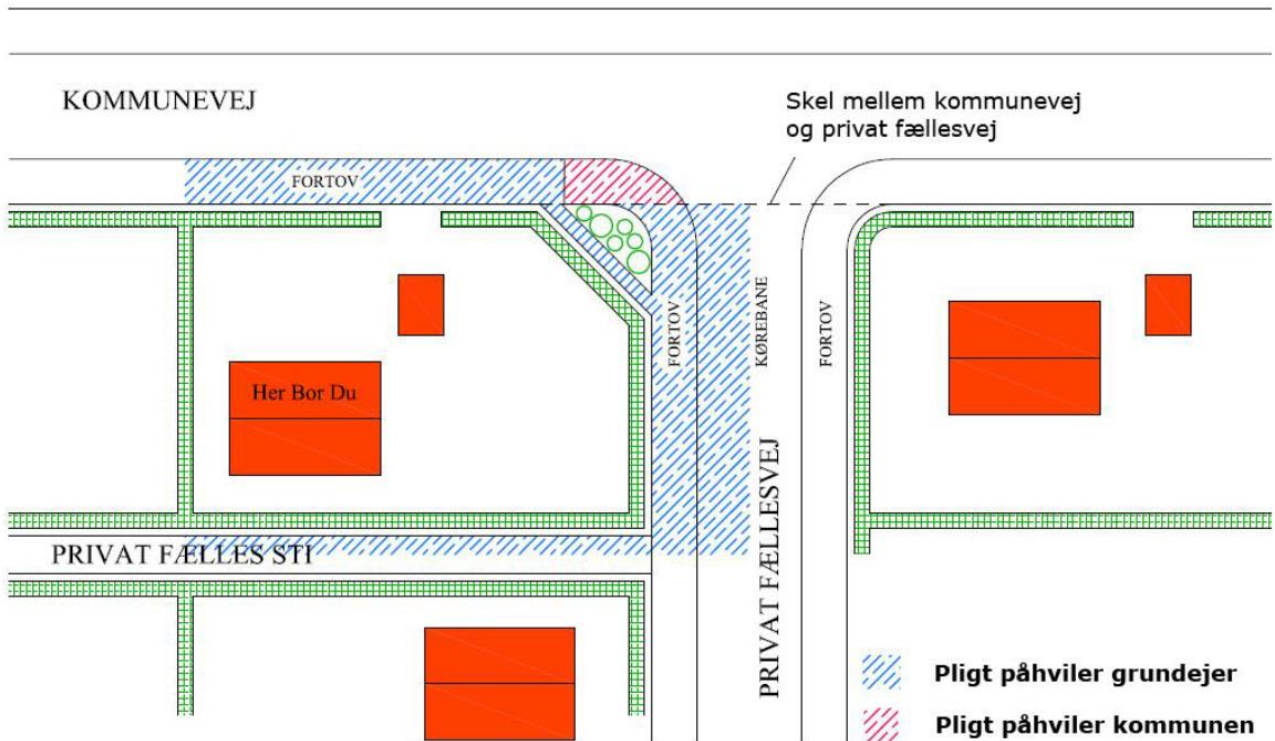 KOMMUNEVEJ
Skel mellem kommunevej
og privat fællesvej
FORTOV
FORTOV
KØREBANE
FORTOV
Her Bor Du
PRIVAT FÆLLES STI
PRIVAT FÆLLESVEJ
Pligt påhviler grundejer
Pligt påhviler kommunen